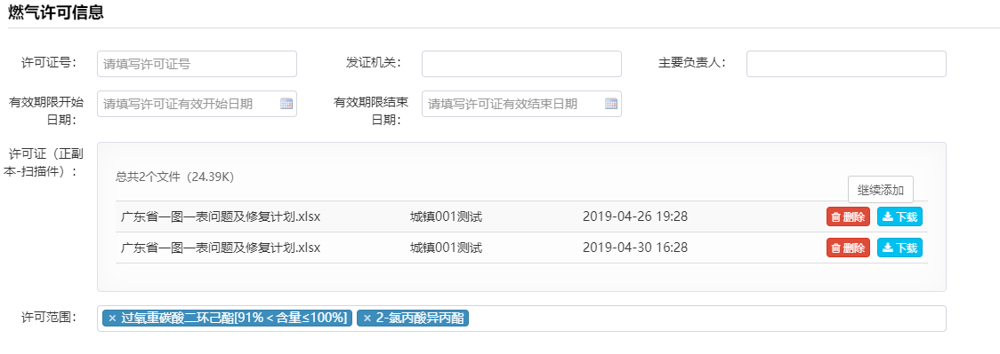 燃气许可信息
许可证号： 请填写许可证号 发证机关： 主要负责人：
有效期限开始日期： 请填写许可证有效开始日期 有效期限结束日期： 请填写许可证有效结束日期
许可证（正副本-扫描件）：
总共2个文件（24.39K）
继续添加
广东省一图一表问题及修复计划.xlsx 城镇001测试 2019-04-26 19:28 删除 下载
广东省一图一表问题及修复计划.xlsx 城镇001测试 2019-04-30 16:28 删除 下载
许可范围： × 过氧重碳酸二环己酯[91%＜含量≤100%] × 2-氯丙酸异丙酯